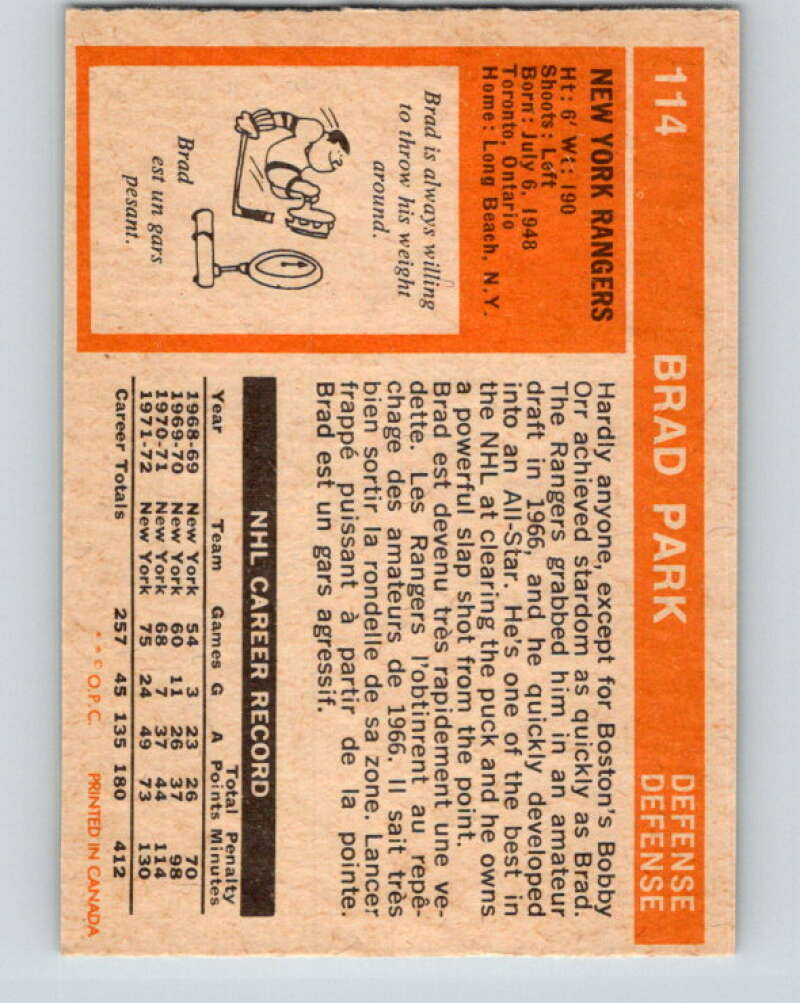 114 BRAD PARK DEFENSE
DEFENSE
NEW YORK RANGERS
Ht: 6' Wt: 190
Shoots: Left
Born: July 6, 1948
Toronto, Ontario
Home: Long Beach, N.Y.
Brad is always willing
to throw his weight
around.
Brad
est un gars
pesant.
Hardly anyone, except for Boston's Bobby
Orr achieved stardom as quickly as Brad.
The Rangers grabbed him in an amateur
draft in 1966, and he quickly developed
into an All-Star. He's one of the best in
the NHL at clearing the puck and he owns
a powerful slap shot from the point.
Brad est devenu très rapidement une ve-
dette. Les Rangers l'obtinrent au repê-
chage des amateurs de 1966. Il sait très
bien sortir la rondelle de sa zone. Lancer
frappé puissant à partir de la pointe.
Brad est un gars agressif.
NHL CAREER RECORD
Total Penalty
Year Team Games G A Points Minutes
1968-69 New York 54 3 23 26 70
1969-70 New York 60 11 26 37 98
1970-71 New York 68 7 37 44 114
1971-72 New York 75 24 49 73 130
Career Totals 257 45 135 180 412
* * © O.P.C. PRINTED IN CANADA